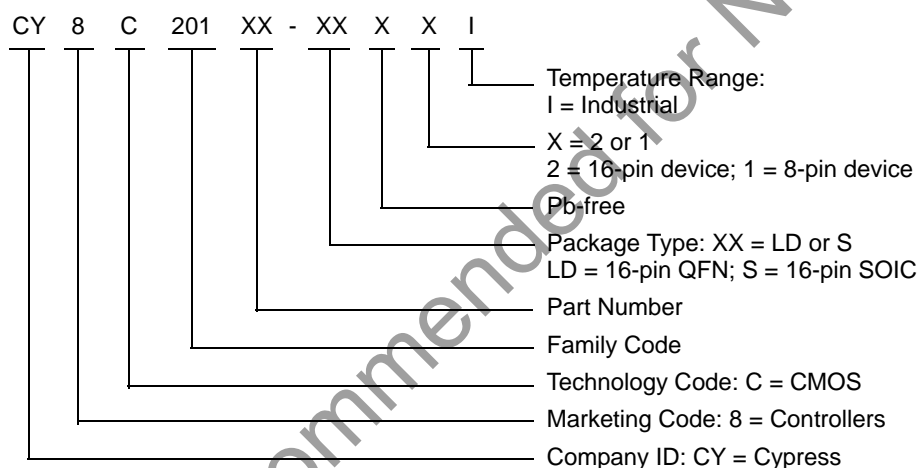 CY 8 C 201 XX - XX X X I
Temperature Range:
I = Industrial
X = 2 or 1
2 = 16-pin device; 1 = 8-pin device
Pb-free
Package Type: XX = LD or S
LD = 16-pin QFN; S = 16-pin SOIC
Part Number
Family Code
Technology Code: C = CMOS
Marketing Code: 8 = Controllers
Company ID: CY = Cypress
ommended for N